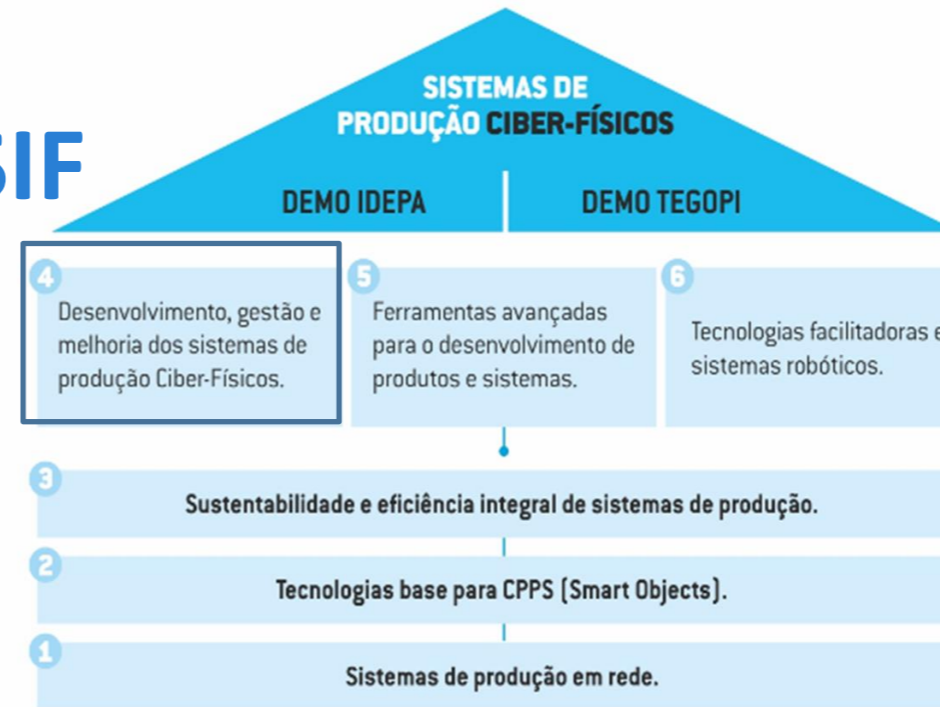 SIF
SISTEMAS DE
PRODUÇÃO CIBER-FÍSICOS
DEMO IDEPA
DEMO TEGOPI
4
Desenvolvimento, gestão e
melhoria dos sistemas de
produção Ciber-Físicos.
5
Ferramentas avançadas
para o desenvolvimento de
produtos e sistemas.
6
Tecnologias facilitadoras e
sistemas robóticos.
3
Sustentabilidade e eficiência integral de sistemas de produção.
2
Tecnologias base para CPPS (Smart Objects).
1
Sistemas de produção em rede.